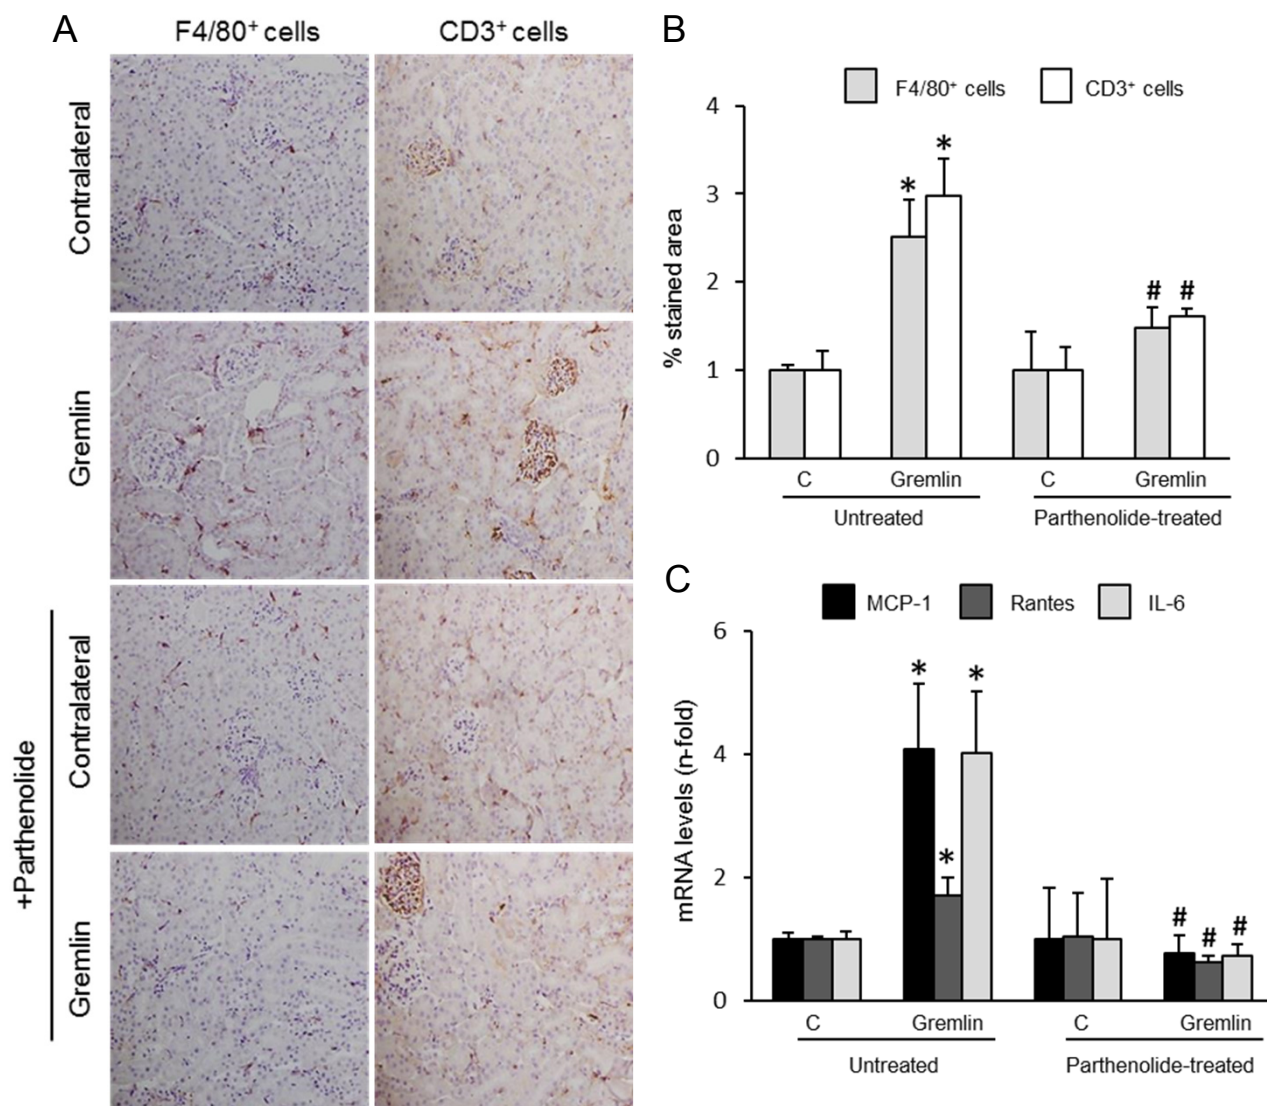 A
F4/80⁺ cells
CD3⁺ cells
Contralateral
Gremlin
+Parthenolide
Contralateral
Gremlin
B
F4/80⁺ cells
CD3⁺ cells
% stained area
4
3
2
1
0
* *
# #
C Gremlin C Gremlin
Untreated Parthenolide-treated
C
MCP-1 Rantes IL-6
mRNA levels (n-fold)
6
4
2
0
* * *
# # #
C Gremlin C Gremlin
Untreated Parthenolide-treated